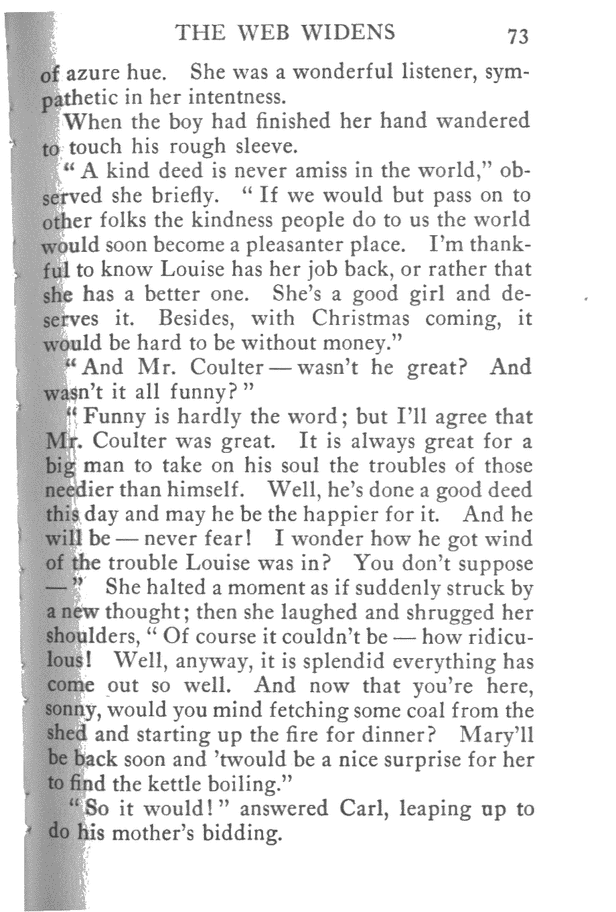 THE WEB WIDENS 73
of azure hue. She was a wonderful listener, sym-
pathetic in her intentness.
When the boy had finished her hand wandered
to touch his rough sleeve.
“ A kind deed is never amiss in the world,” ob-
served she briefly. “ If we would but pass on to
other folks the kindness people do to us the world
would soon become a pleasanter place. I’m thank-
ful to know Louise has her job back, or rather that
she has a better one. She’s a good girl and de-
serves it. Besides, with Christmas coming, it
would be hard to be without money.”
“ And Mr. Coulter — wasn’t he great? And
wasn’t it all funny? ”
“ Funny is hardly the word; but I’ll agree that
Mr. Coulter was great. It is always great for a
big man to take on his soul the troubles of those
needier than himself. Well, he’s done a good deed
this day and may he be the happier for it. And he
will be — never fear! I wonder how he got wind
of the trouble Louise was in? You don’t suppose
— ” She halted a moment as if suddenly struck by
a new thought; then she laughed and shrugged her
shoulders, “ Of course it couldn’t be — how ridicu-
lous! Well, anyway, it is splendid everything has
come out so well. And now that you’re here,
sonny, would you mind fetching some coal from the
shed and starting up the fire for dinner? Mary’ll
be back soon and ’twould be a nice surprise for her
to find the kettle boiling.”
“ So it would! ” answered Carl, leaping up to
do his mother’s bidding.